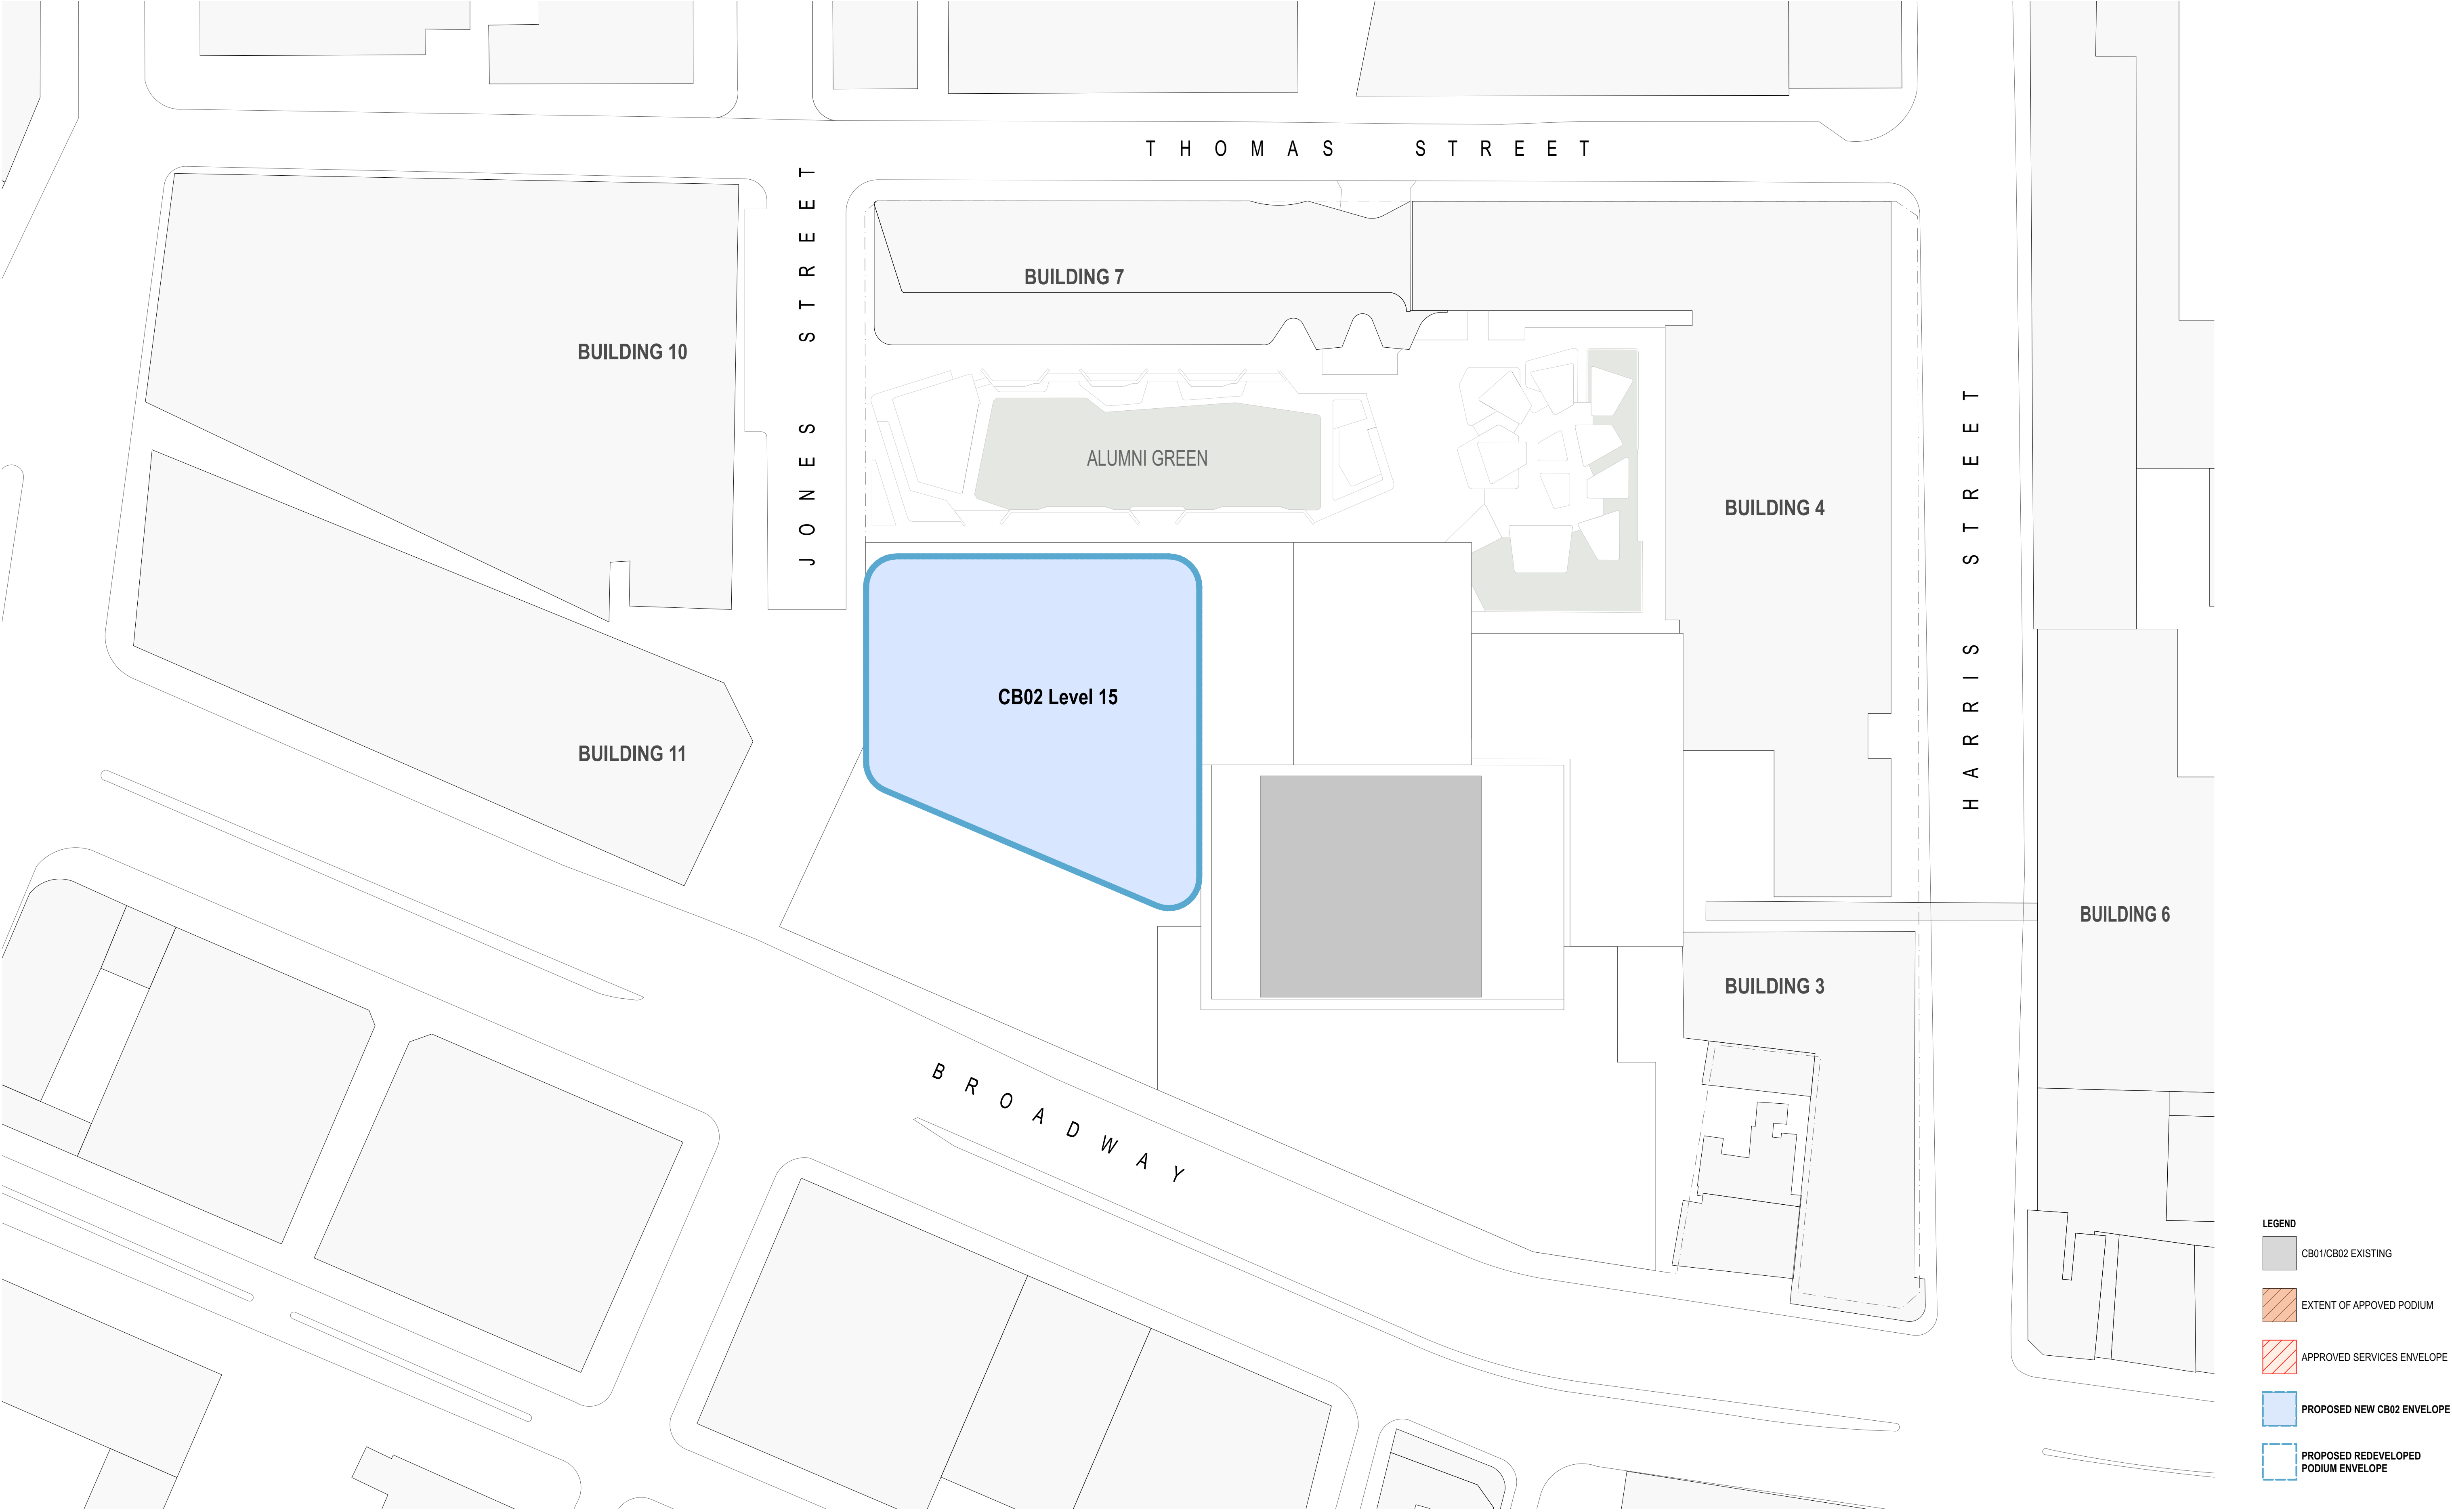 THOMAS STREET
JONES STREET
BUILDING 7
BUILDING 10
ALUMNI GREEN
BUILDING 4
HARRIS STREET
CB02 Level 15
BUILDING 11
BUILDING 6
BUILDING 3
BROADWAY
LEGEND
CB01/CB02 EXISTING
EXTENT OF APPOVED PODIUM
APPROVED SERVICES ENVELOPE
PROPOSED NEW CB02 ENVELOPE
PROPOSED REDEVELOPED
PODIUM ENVELOPE